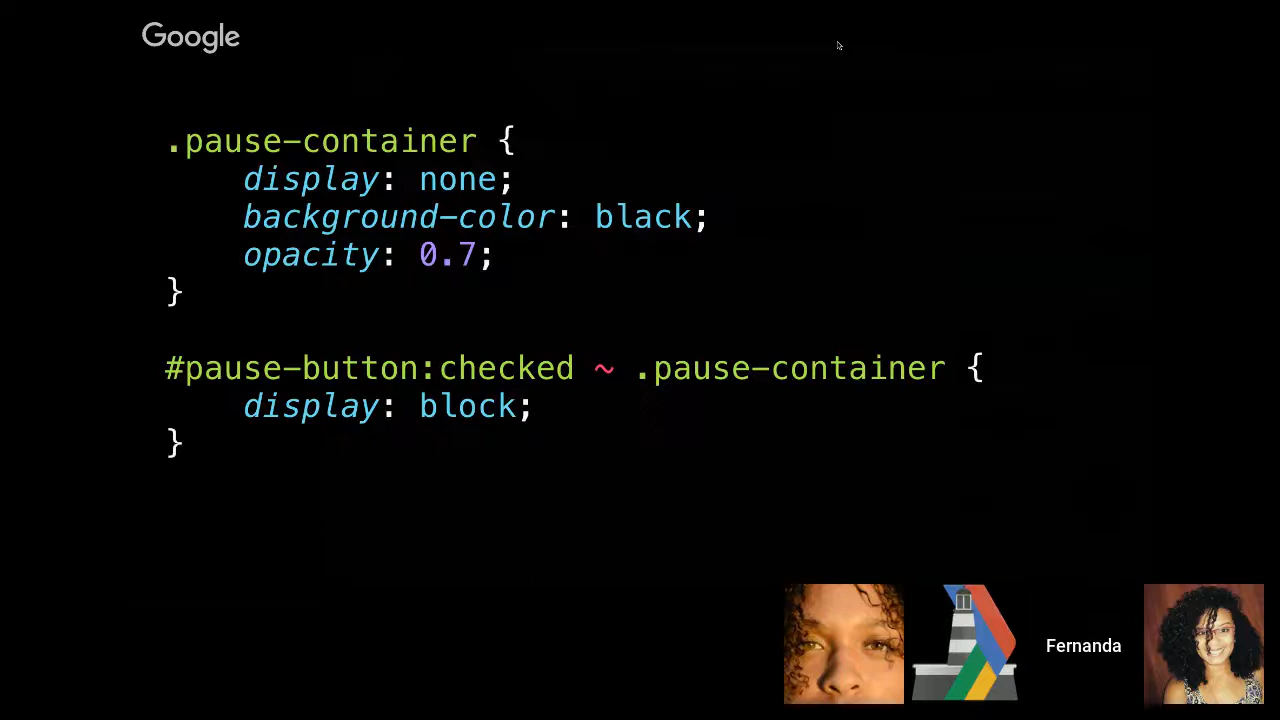 Google
.pause-container {
display: none;
background-color: black;
opacity: 0.7;
}
#pause-button:checked ~ .pause-container {
display: block;
}
Fernanda